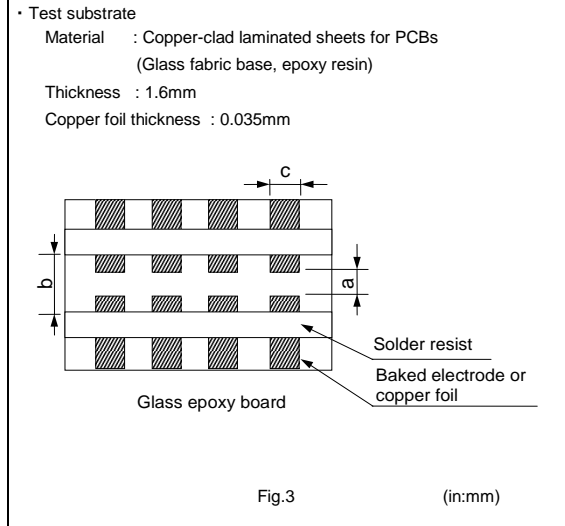 ・Test substrate
Material : Copper-clad laminated sheets for PCBs
(Glass fabric base, epoxy resin)
Thickness : 1.6mm
Copper foil thickness : 0.035mm
c
b
a
Solder resist
Baked electrode or
copper foil
Glass epoxy board
Fig.3 (in:mm)